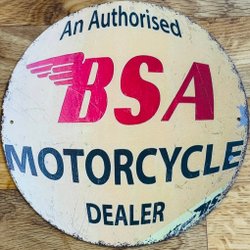 An Authorised
BSA
MOTORCYCLE
DEALER